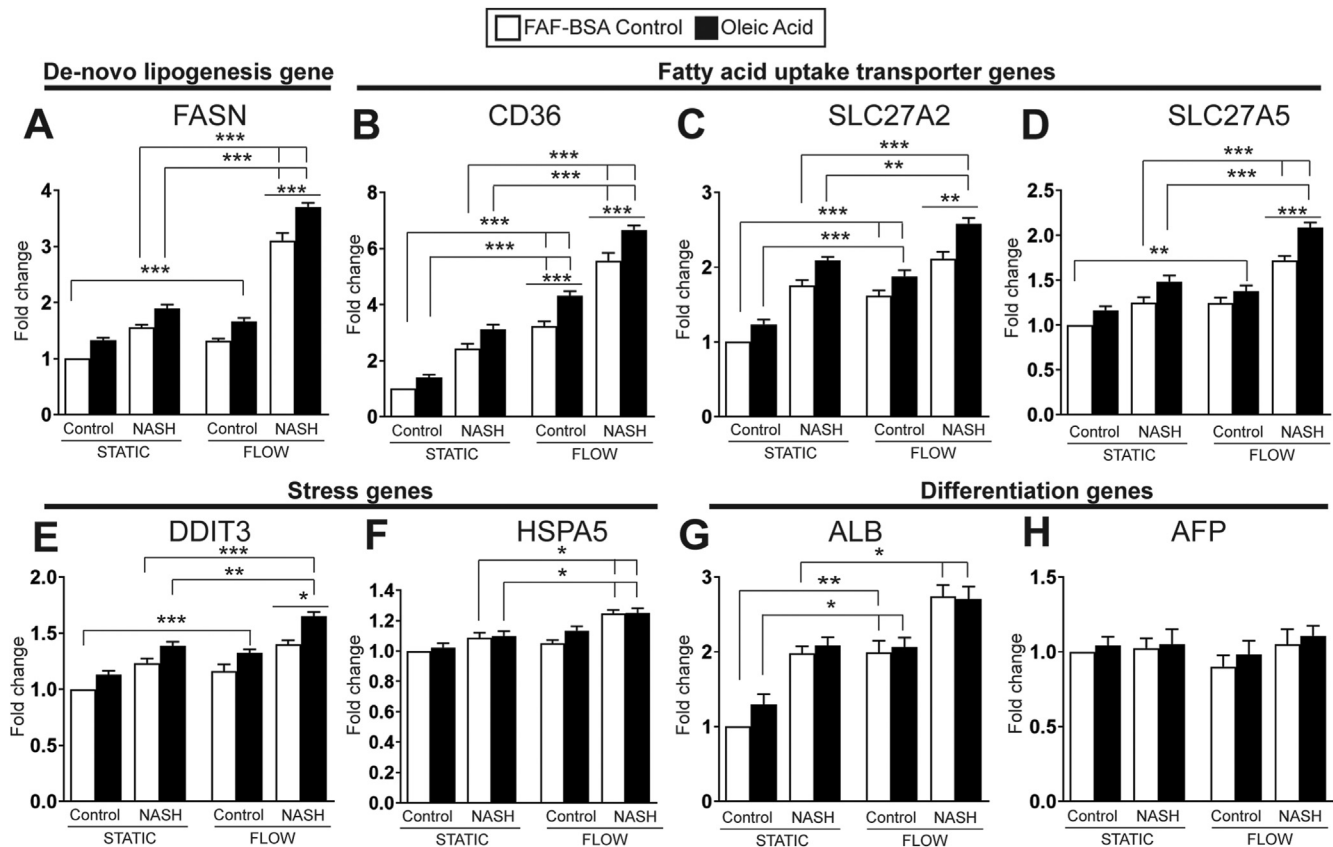 FAF-BSA Control Oleic Acid
De-novo lipogenesis gene
Fatty acid uptake transporter genes
A FASN
***
***
***
***
Fold change
4
3
2
1
0
Control NASH Control NASH
STATIC FLOW
B CD36
***
***
***
***
***
***
Fold change
8
6
4
2
0
Control NASH Control NASH
STATIC FLOW
C SLC27A2
***
**
**
***
***
Fold change
3
2
1
0
Control NASH Control NASH
STATIC FLOW
D SLC27A5
***
***
***
**
Fold change
2.5
2.0
1.5
1.0
0.5
0.0
Control NASH Control NASH
STATIC FLOW
Stress genes
Differentiation genes
E DDIT3
***
**
*
***
Fold change
2.0
1.5
1.0
0.5
0.0
Control NASH Control NASH
STATIC FLOW
F HSPA5
*
*
Fold change
1.4
1.2
1.0
0.8
0.6
0.4
0.2
0.0
Control NASH Control NASH
STATIC FLOW
G ALB
*
**
*
Fold change
3
2
1
0
Control NASH Control NASH
STATIC FLOW
H AFP
Fold change
1.5
1.0
0.5
0.0
Control NASH Control NASH
STATIC FLOW